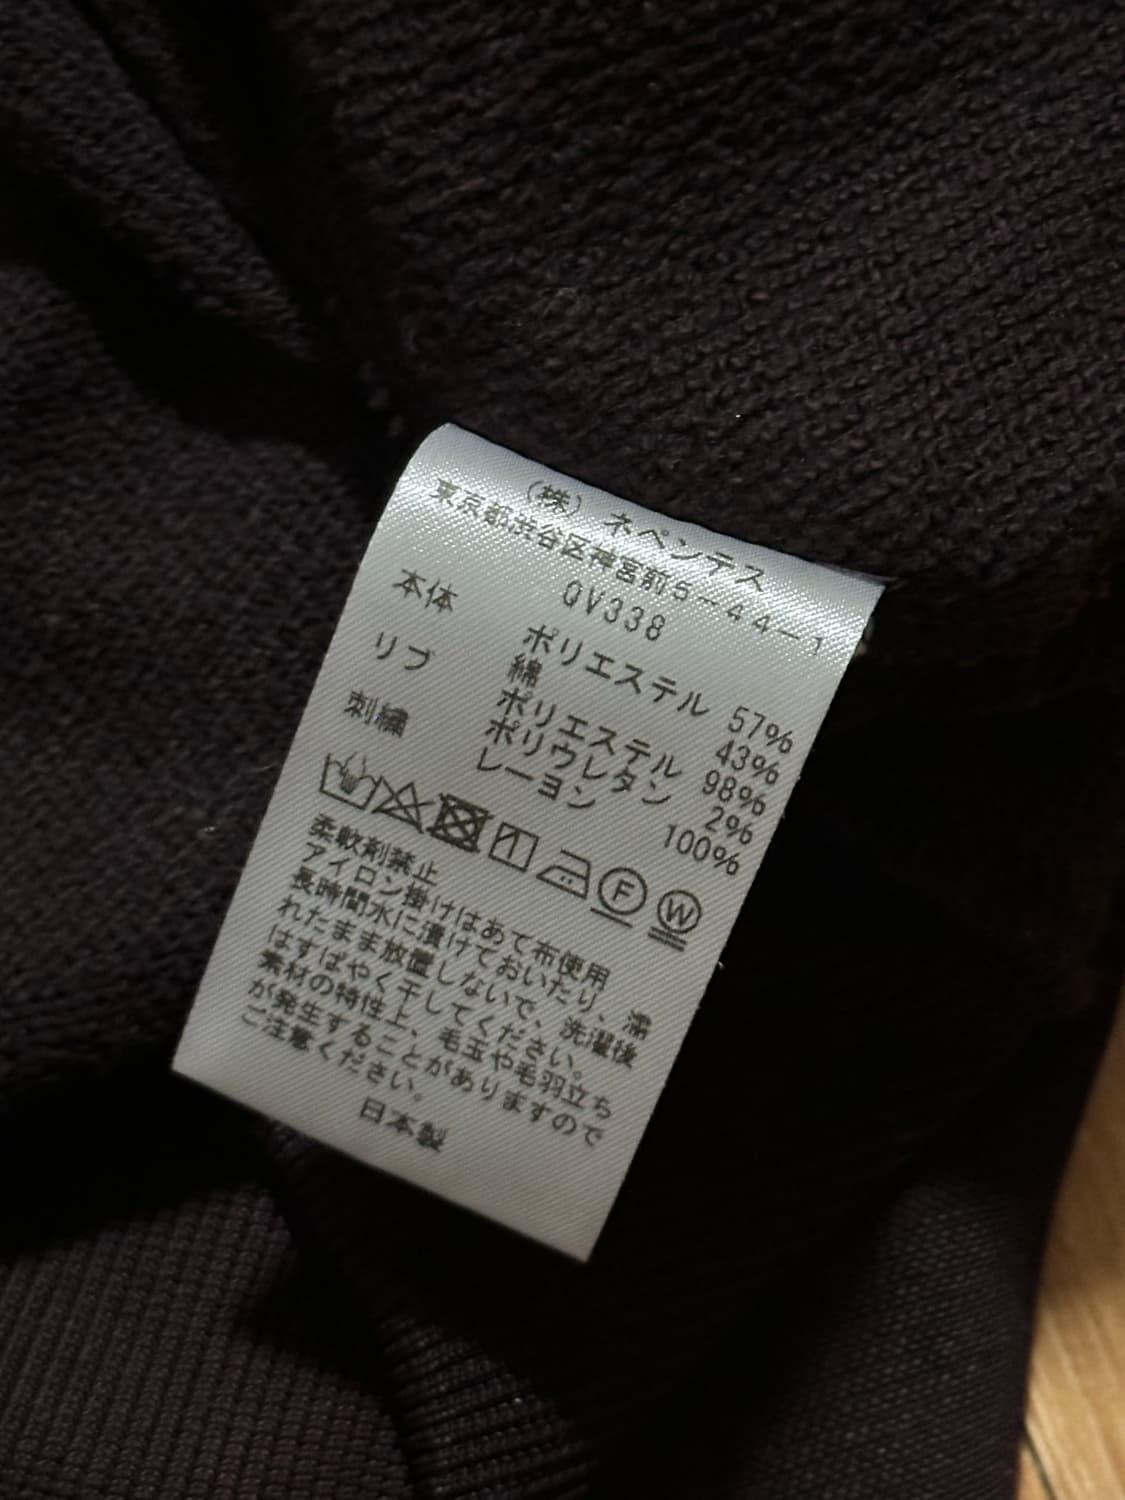 (株) ネペンテス
東京都渋谷区神宮前5-44-1
QV338
本体 ポリエステル 57%
綿 43%
リブ ポリエステル 98%
ポリウレタン 2%
刺繍 レーヨン 100%
F W
柔軟剤禁止
アイロン掛けはあて布使用
長時間水に漬けておいたり、濡
れたまま放置しないで、洗濯後
はすばやく干してください。
素材の特性上、毛玉や毛羽立ち
が発生することがありますので
ご注意ください。
日本製